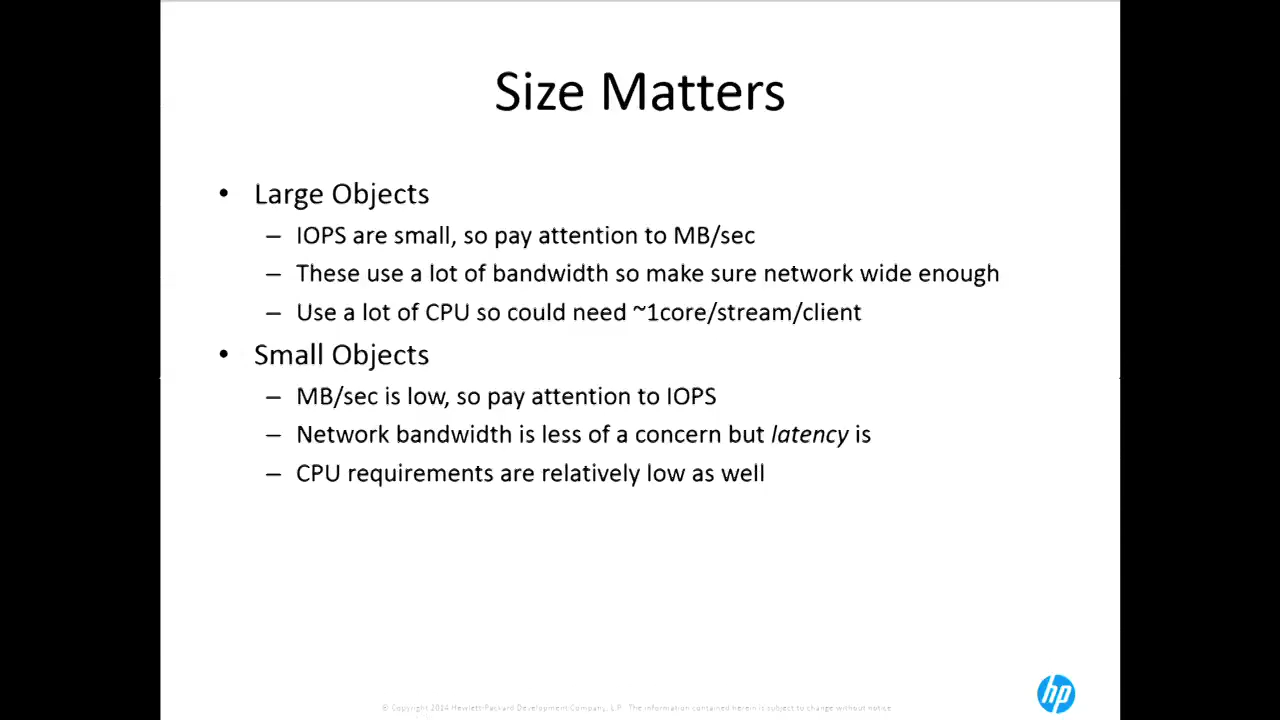 Size Matters
• Large Objects
– IOPS are small, so pay attention to MB/sec
– These use a lot of bandwidth so make sure network wide enough
– Use a lot of CPU so could need ~1core/stream/client
• Small Objects
– MB/sec is low, so pay attention to IOPS
– Network bandwidth is less of a concern but latency is
– CPU requirements are relatively low as well
hp
© Copyright 2014 Hewlett-Packard Development Company, L.P. The information contained herein is subject to change without notice.